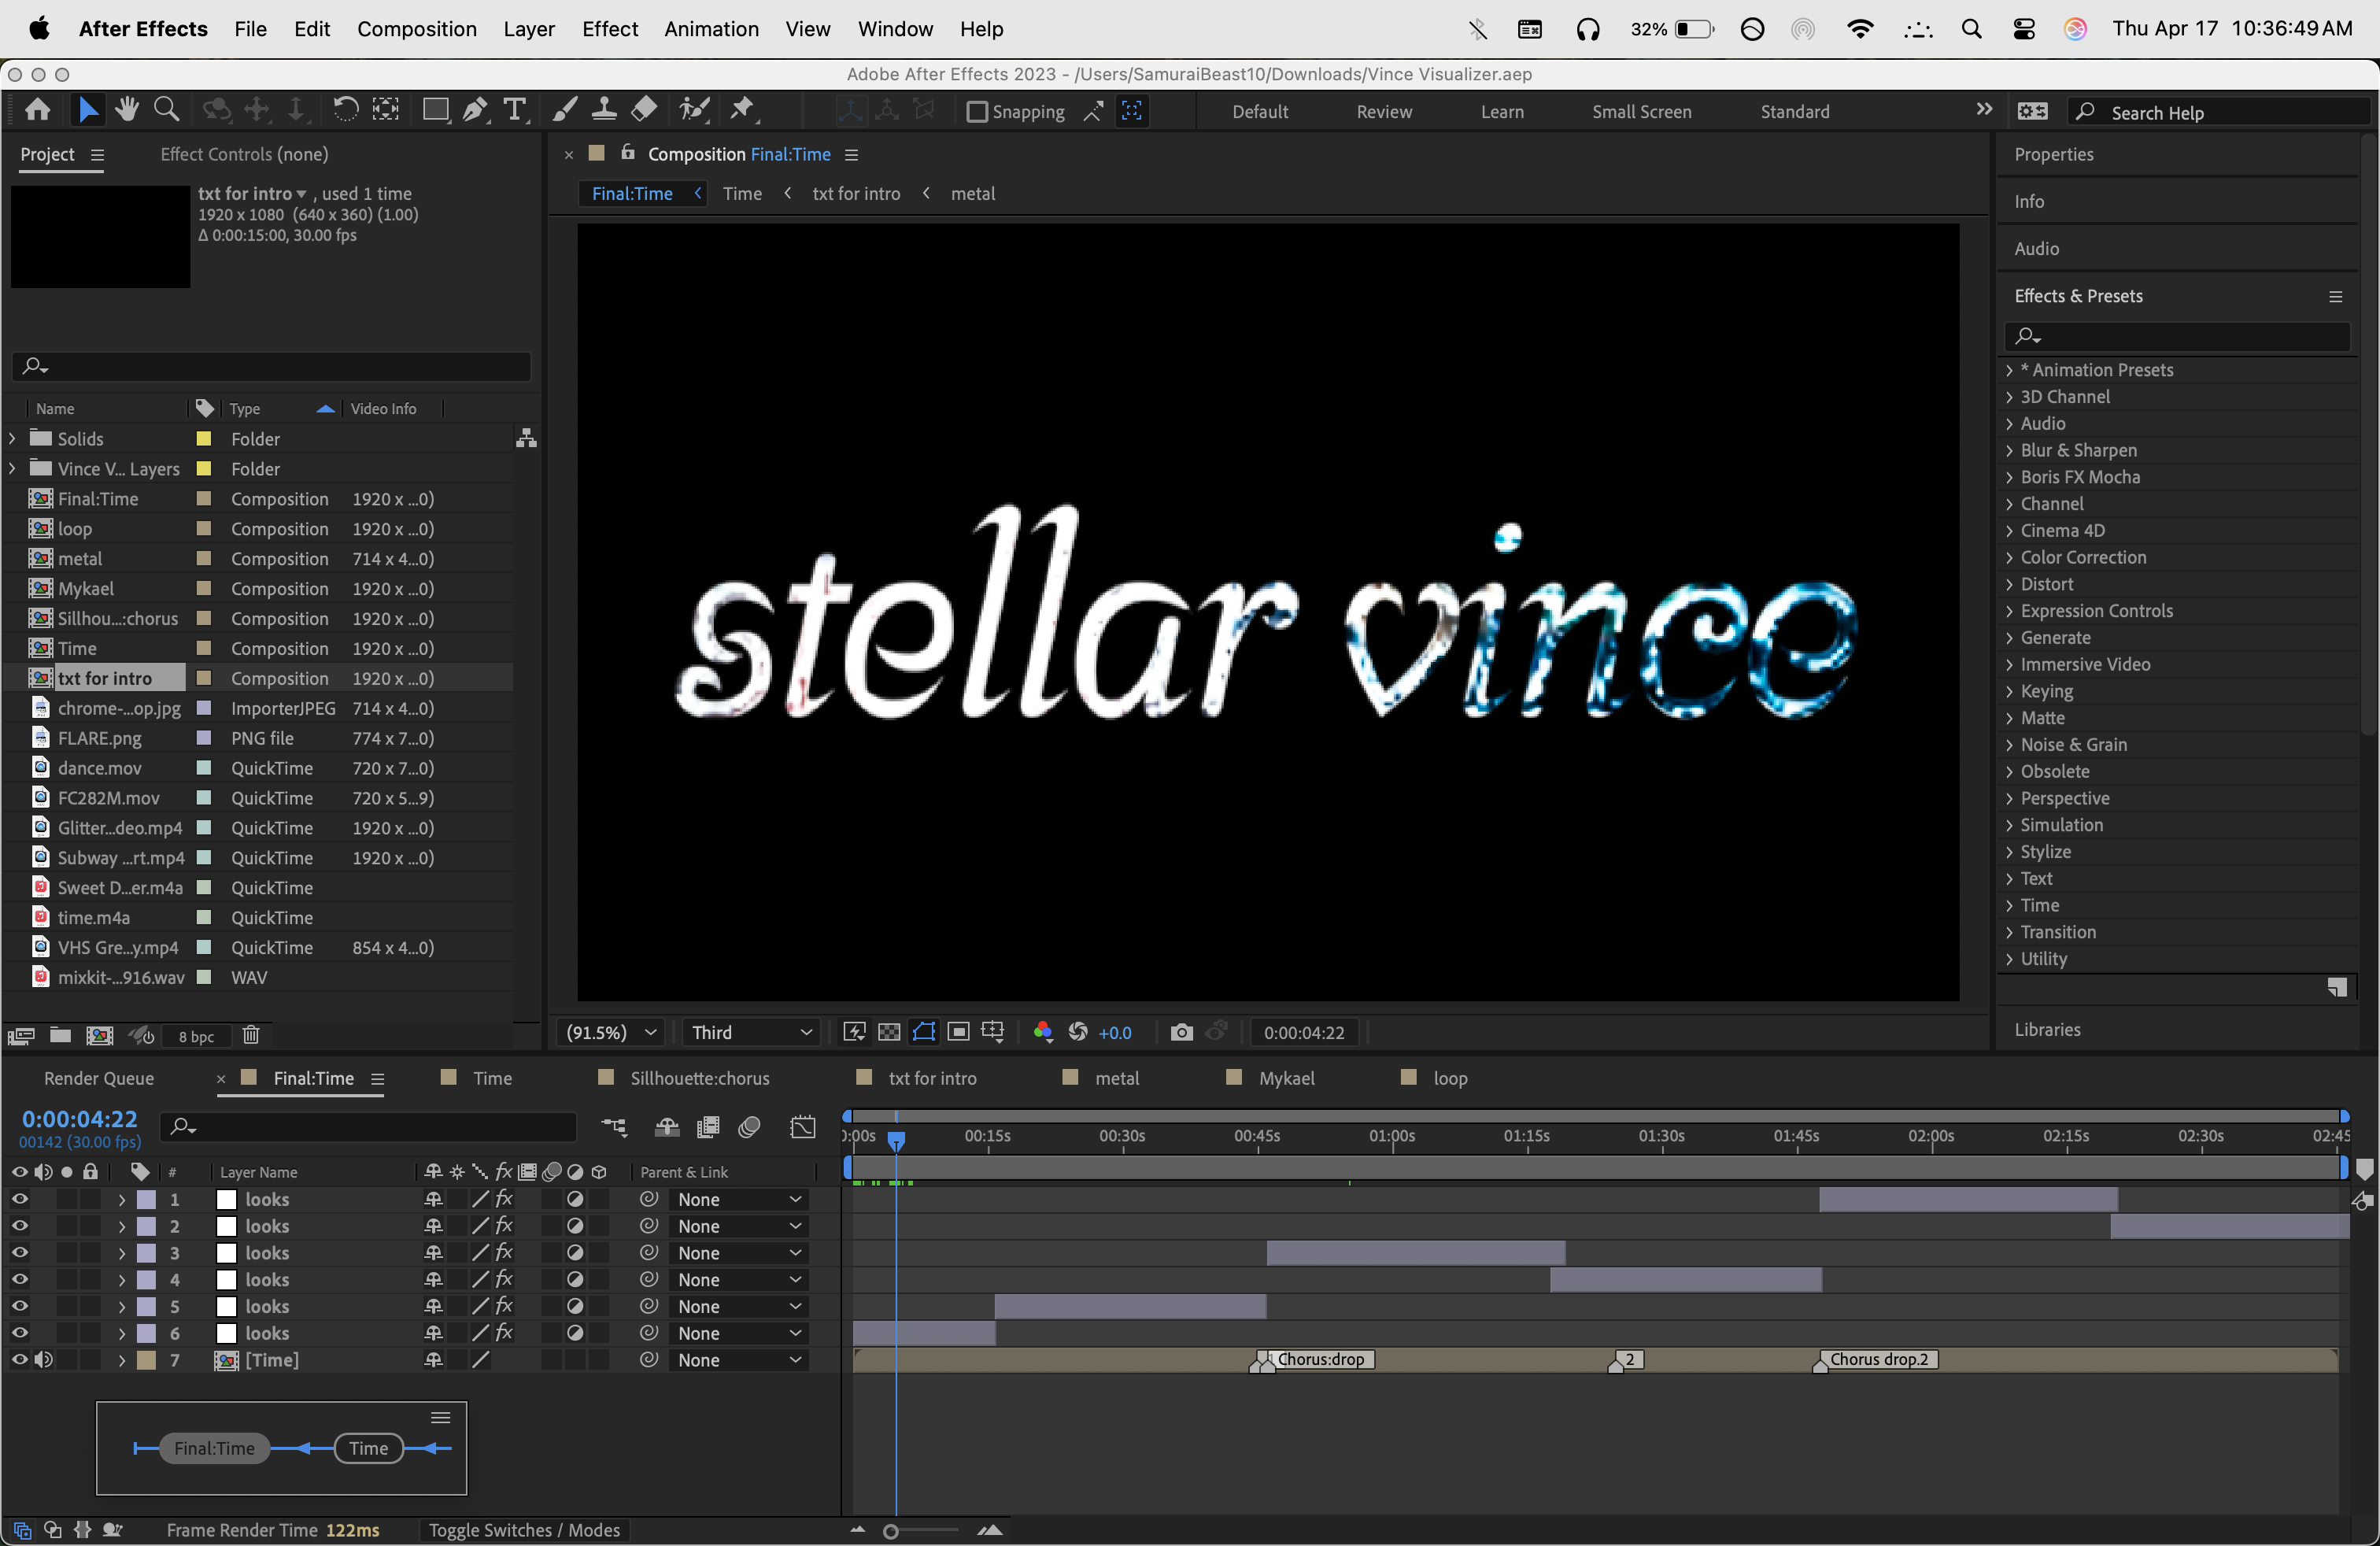 After Effects File Edit Composition Layer Effect Animation View Window Help 32% Thu Apr 17 10:36:49 AM
Adobe After Effects 2023 - /Users/SamuraiBeast10/Downloads/Vince Visualizer.aep
Snapping Default Review Learn Small Screen Standard Search Help
Project Effect Controls (none)
txt for intro , used 1 time
1920 x 1080 (640 x 360) (1.00)
Δ 0:00:15:00, 30.00 fps
Name Type Video Info
Solids Folder
Vince V... Layers Folder
Final:Time Composition 1920 x ...0)
loop Composition 1920 x ...0)
metal Composition 714 x 4...0)
Mykael Composition 1920 x ...0)
Sillhou...:chorus Composition 1920 x ...0)
Time Composition 1920 x ...0)
txt for intro Composition 1920 x ...0)
chrome-...op.jpg ImporterJPEG 714 x 4...0)
FLARE.png PNG file 774 x 7...0)
dance.mov QuickTime 720 x 7...0)
FC282M.mov QuickTime 720 x 5...9)
Glitter...deo.mp4 QuickTime 1920 x ...0)
Subway ...rt.mp4 QuickTime 1920 x ...0)
Sweet D...er.m4a QuickTime
time.m4a QuickTime
VHS Gre...y.mp4 QuickTime 854 x 4...0)
mixkit-...916.wav WAV
8 bpc
Composition Final:Time
Final:Time Time txt for intro metal
stellar vince
(91.5%) Third +0.0 0:00:04:22
Properties
Info
Audio
Effects & Presets
* Animation Presets
3D Channel
Audio
Blur & Sharpen
Boris FX Mocha
Channel
Cinema 4D
Color Correction
Distort
Expression Controls
Generate
Immersive Video
Keying
Matte
Noise & Grain
Obsolete
Perspective
Simulation
Stylize
Text
Time
Transition
Utility
Libraries
Render Queue Final:Time Time Sillhouette:chorus txt for intro metal Mykael loop
0:00:04:22
00142 (30.00 fps)
):00s 00:15s 00:30s 00:45s 01:00s 01:15s 01:30s 01:45s 02:00s 02:15s 02:30s 02:45
# Layer Name fx Parent & Link
1 looks fx None
2 looks fx None
3 looks fx None
4 looks fx None
5 looks fx None
6 looks fx None
7 [Time] None
Chorus:drop 2 Chorus drop.2
Final:Time Time
Frame Render Time 122ms Toggle Switches / Modes